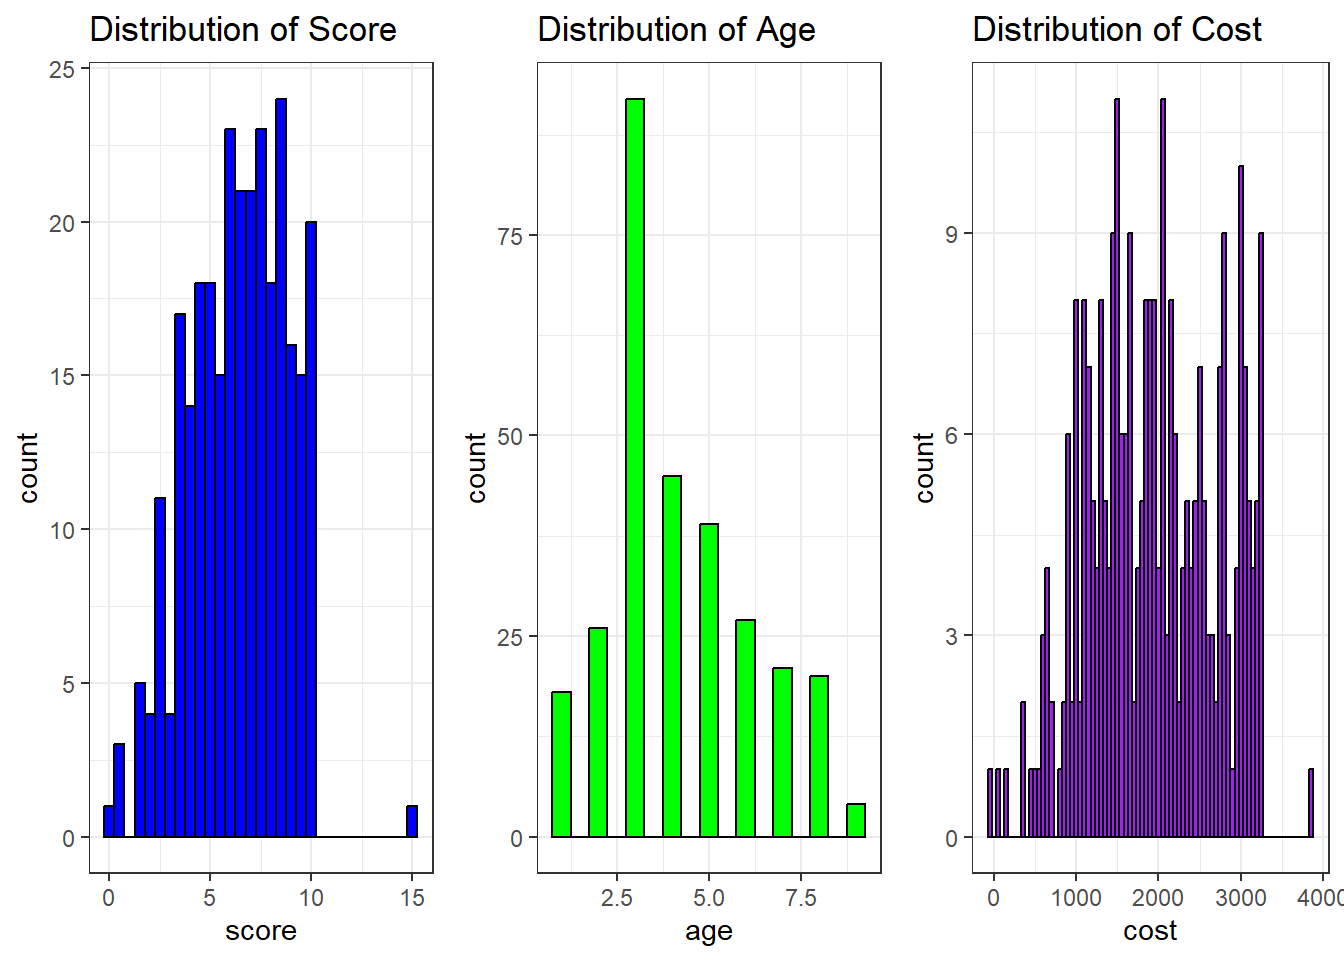 Distribution of Score
25
20
15
10
5
0
count
0 5 10 15
score
Distribution of Age
75
50
25
0
count
2.5 5.0 7.5
age
Distribution of Cost
9
6
3
0
count
0 1000 2000 3000 4000
cost